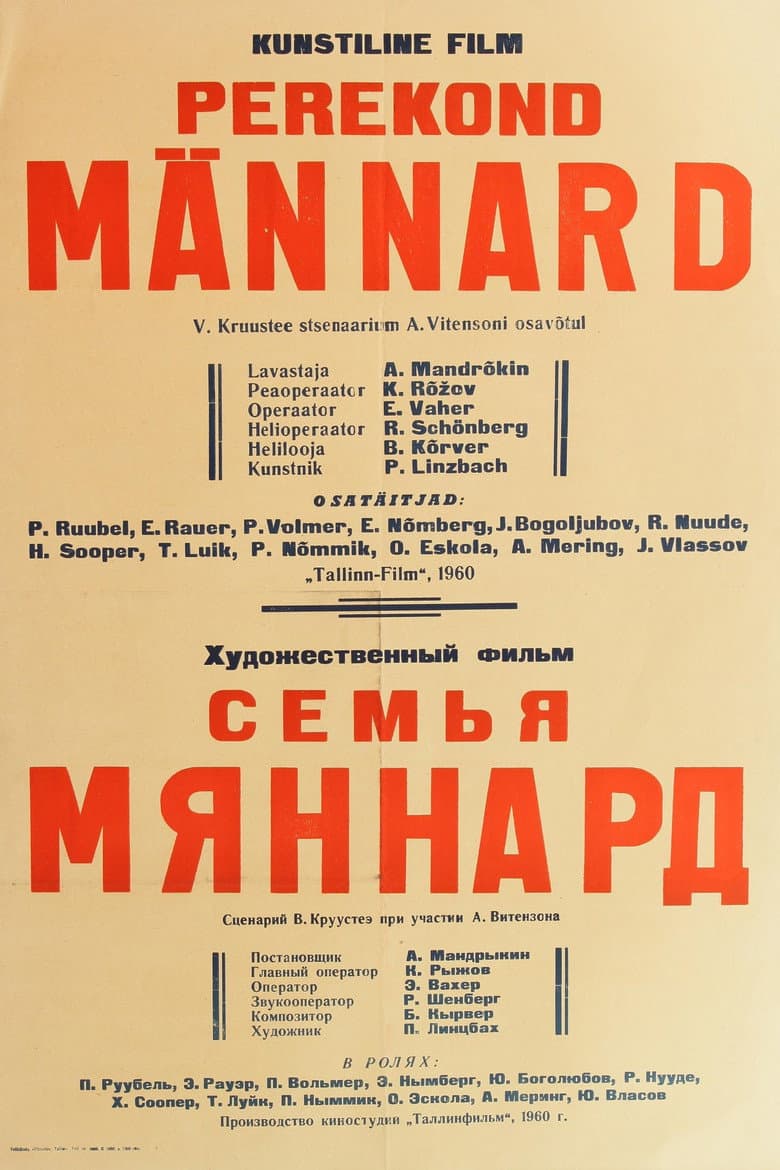 KUNSTILINE FILM
PEREKOND
MÄNNARD
V. Kruustee stsenaarium A. Vitensoni osavõtul
Lavastaja A. Mandrõkin
Peaoperaator K. Rõžov
Operaator E. Vaher
Helioperaator R. Schönberg
Helilooja B. Kõrver
Kunstnik P. Linzbach
OSATÄITJAD:
P. Ruubel, E. Rauer, P. Volmer, E. Nõmberg, J. Bogoljubov, R. Nuude,
H. Sooper, T. Luik, P. Nõmmik, O. Eskola, A. Mering, J. Vlassov
„Tallinn-Film“, 1960
Художественный фильм
СЕМЬЯ
МЯННАРД
Сценарий В. Круустеэ при участии А. Витензона
Постановщик А. Мандрыкин
Главный оператор К. Рыжов
Оператор Э. Вахер
Звукооператор Р. Шенберг
Композитор Б. Кырвер
Художник П. Линцбах
В РОЛЯХ:
П. Руубель, Э. Рауэр, П. Вольмер, Э. Нымберг, Ю. Боголюбов, Р. Нууде,
Х. Соопер, Т. Луйк, П. Ныммик, О. Эскола, А. Меринг, Ю. Власов
Производство киностудии „Таллинфильм“, 1960 г.